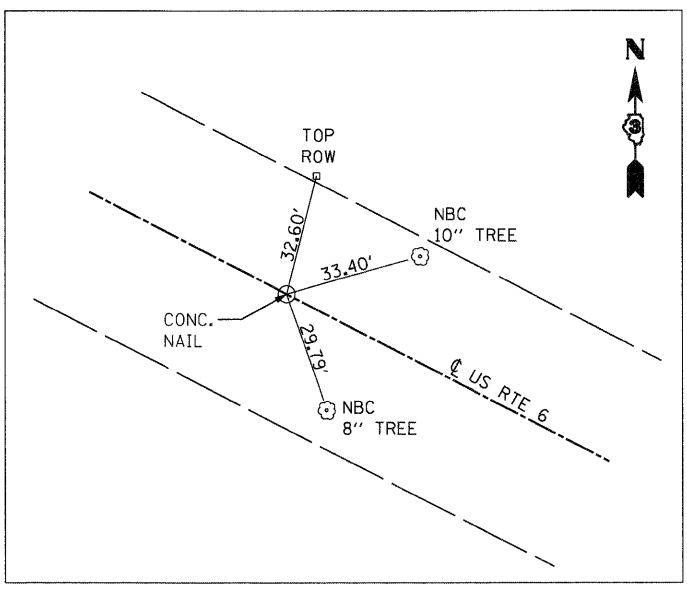 N
3
TOP
ROW
NBC
10" TREE
32.60'
33.40'
CONC.
NAIL
29.79'
℄ US RTE 6
NBC
8" TREE